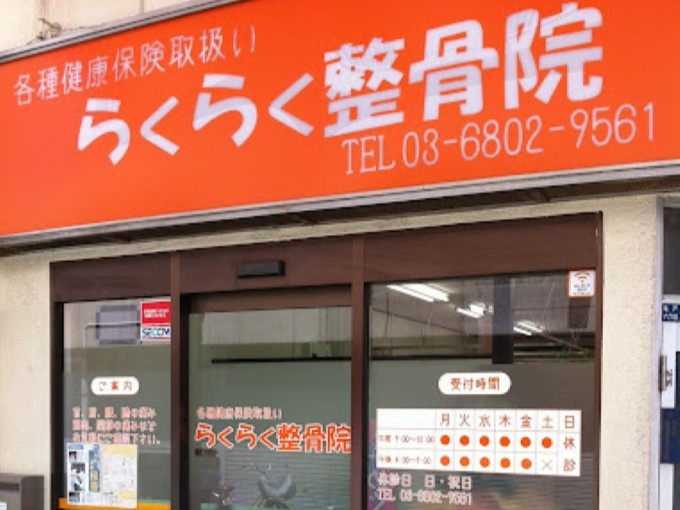 各種健康保険取扱い
らくらく整骨院
TEL 03-6802-9561
SECOM
ご案内
各種健康保険取扱い
らくらく整骨院
受付時間
月 火 水 木 金 土 日
● ● ● ● ● ● 休
● ● ● ● ● × 診
休診日 日・祝日
TEL 03-6802-9561